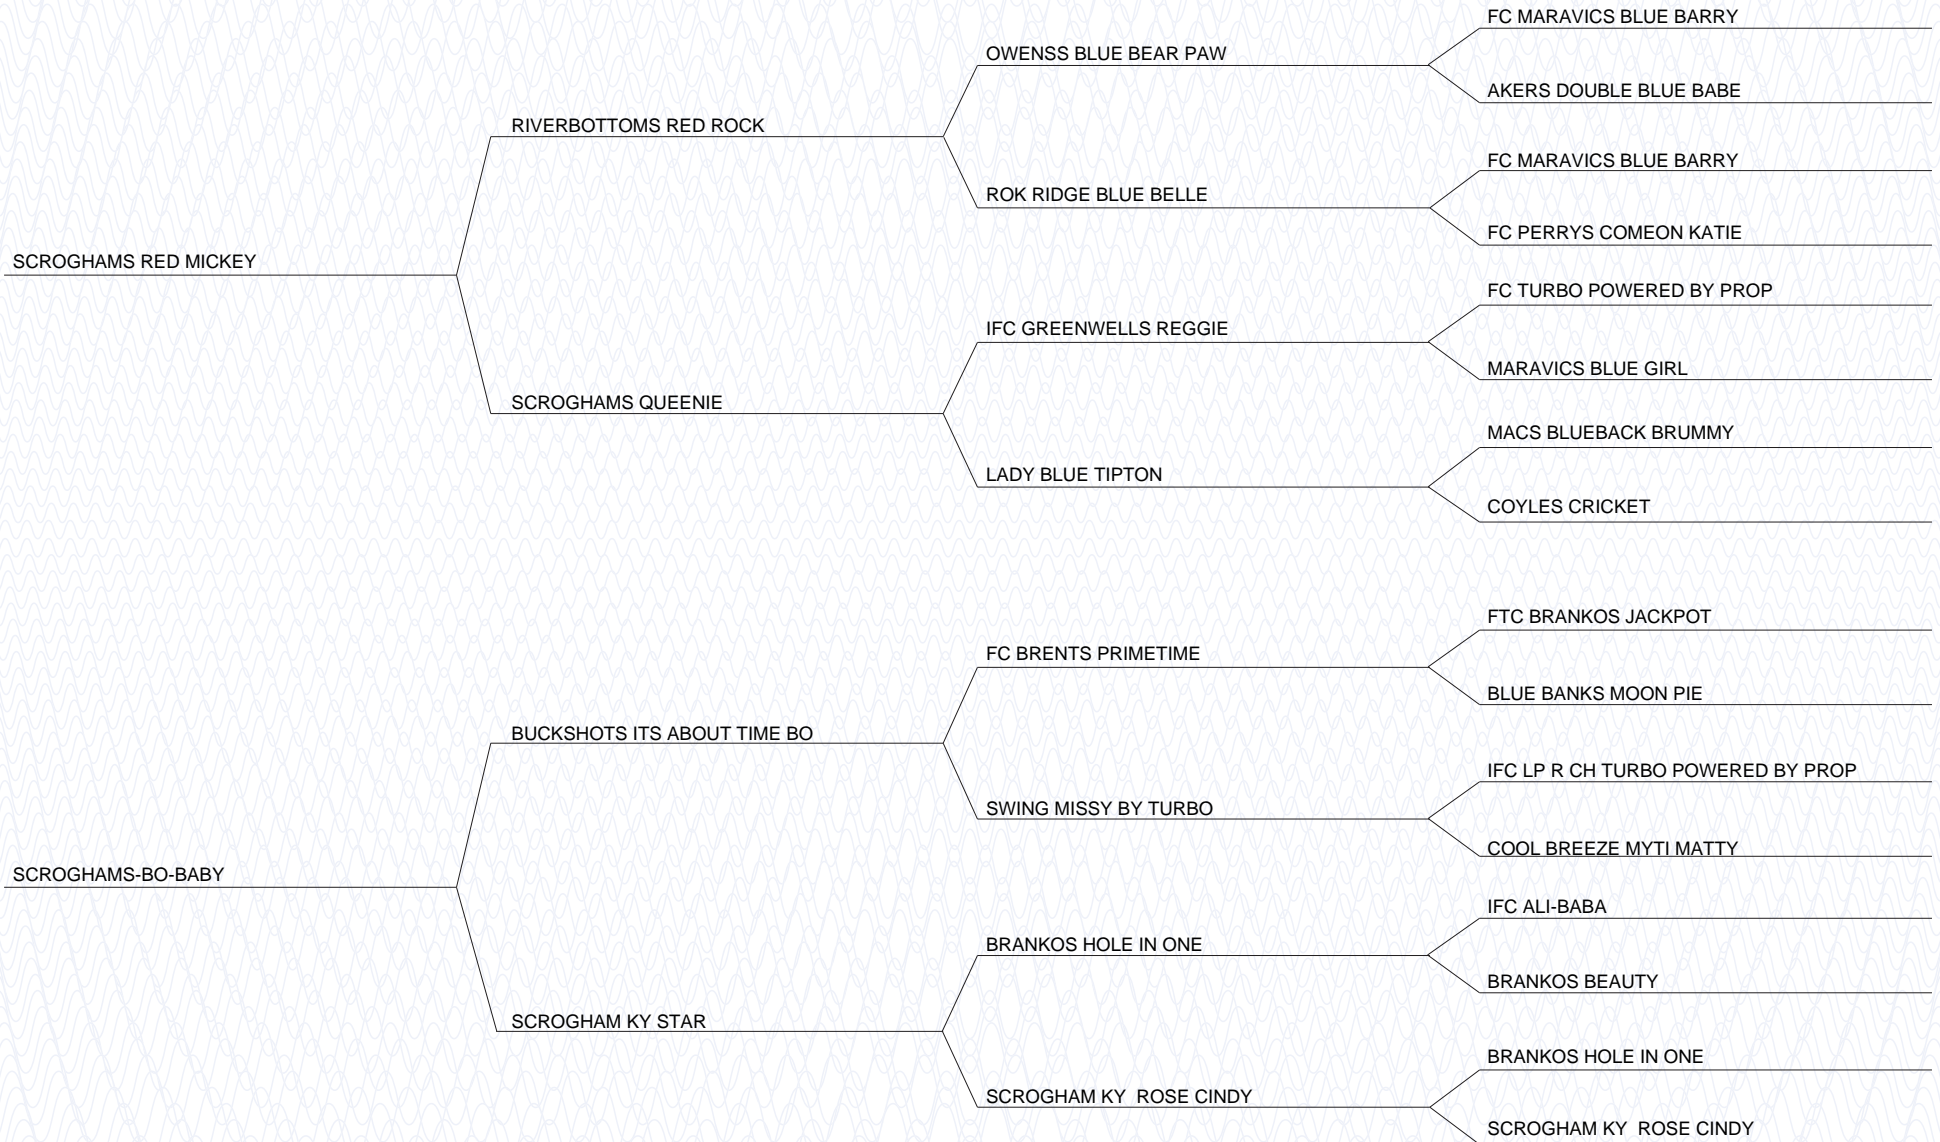 FC MARAVICS BLUE BARRY
OWENSS BLUE BEAR PAW
AKERS DOUBLE BLUE BABE
RIVERBOTTOMS RED ROCK
FC MARAVICS BLUE BARRY
ROK RIDGE BLUE BELLE
FC PERRYS COMEON KATIE
SCROGHAMS RED MICKEY
FC TURBO POWERED BY PROP
IFC GREENWELLS REGGIE
MARAVICS BLUE GIRL
SCROGHAMS QUEENIE
MACS BLUEBACK BRUMMY
LADY BLUE TIPTON
COYLES CRICKET
FTC BRANKOS JACKPOT
FC BRENTS PRIMETIME
BLUE BANKS MOON PIE
BUCKSHOTS ITS ABOUT TIME BO
IFC LP R CH TURBO POWERED BY PROP
SWING MISSY BY TURBO
COOL BREEZE MYTI MATTY
SCROGHAMS-BO-BABY
IFC ALI-BABA
BRANKOS HOLE IN ONE
BRANKOS BEAUTY
SCROGHAM KY STAR
BRANKOS HOLE IN ONE
SCROGHAM KY  ROSE CINDY
SCROGHAM KY  ROSE CINDY